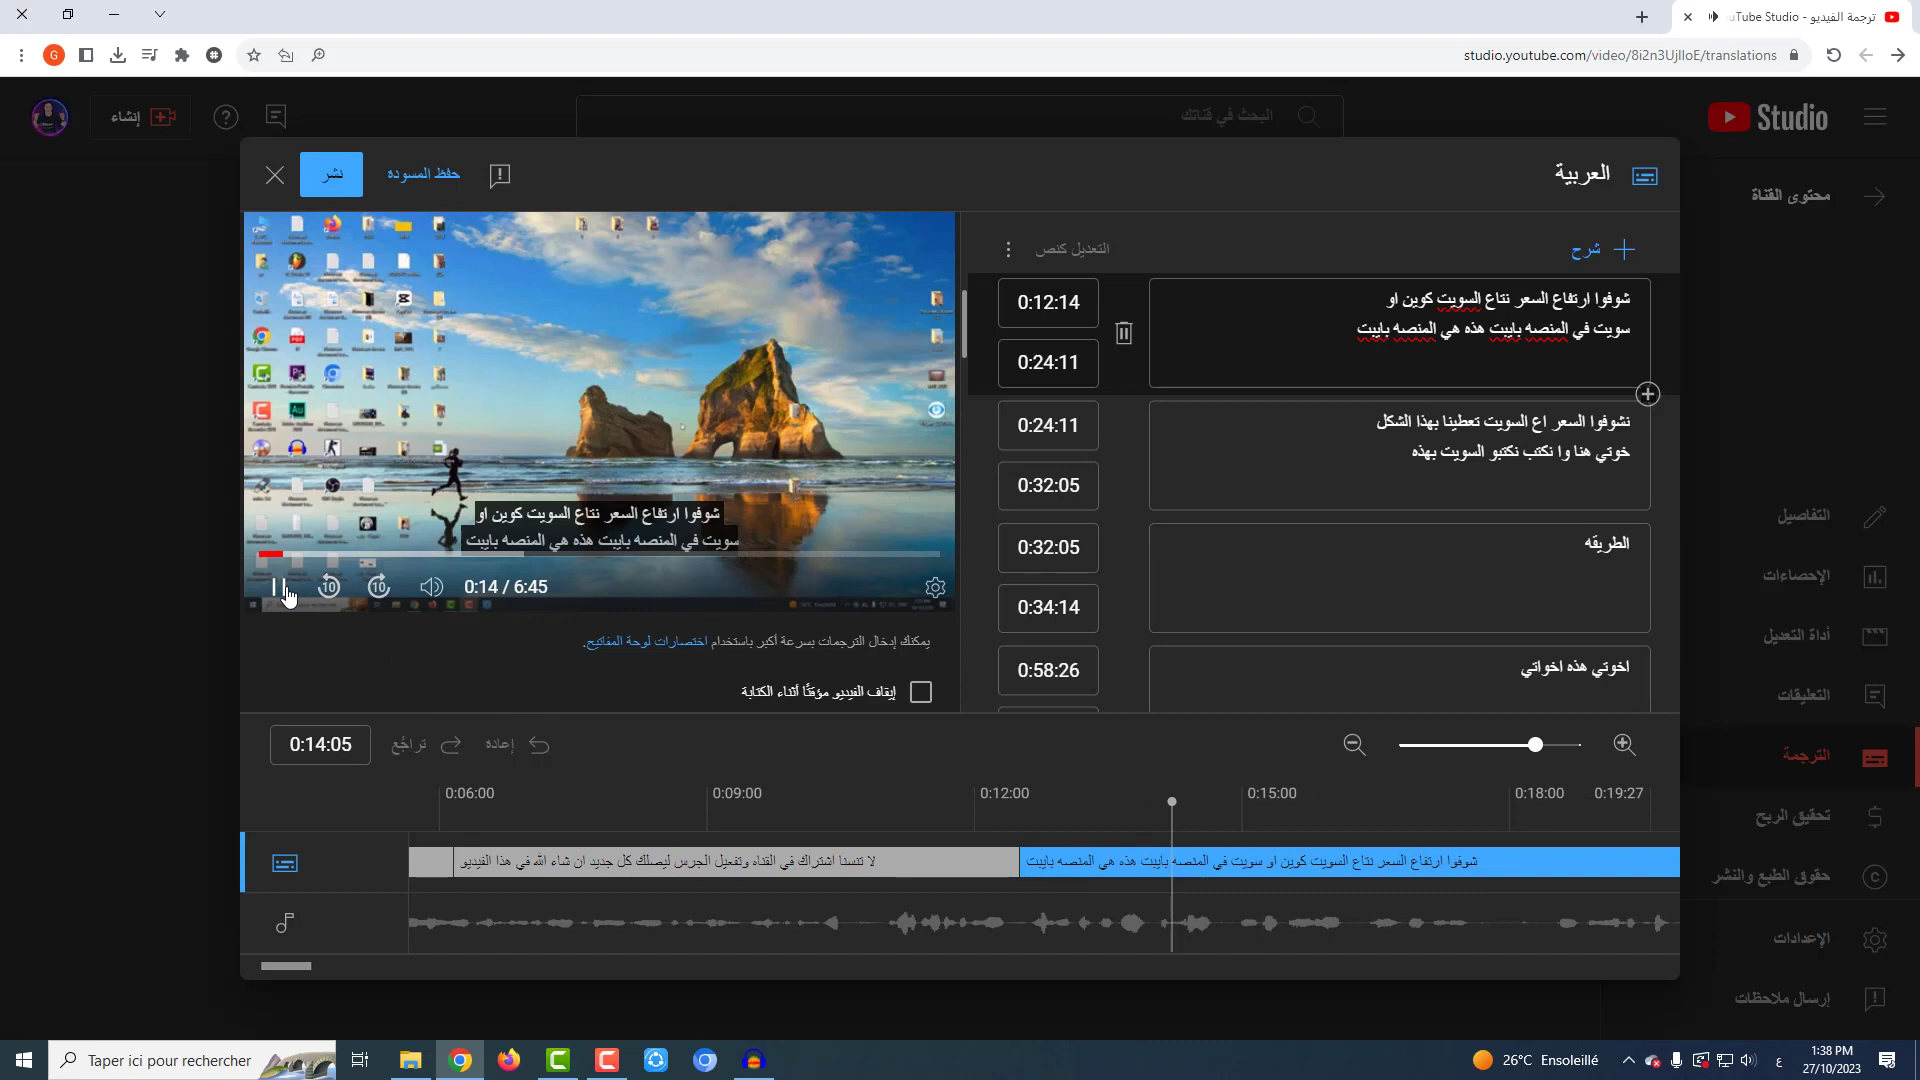 ترجمة الفيديو - uTube Studio
studio.youtube.com/video/8i2n3UjlIoE/translations
Studio
البحث في قناتك
إنشاء
العربية
حفظ المسودة
نشر
محتوى القناة
التفاصيل
الإحصاءات
أداة التعديل
التعليقات
الترجمة
تحقيق الربح
حقوق الطبع والنشر
الإعدادات
إرسال ملاحظات
شرح
التعديل كنص
شوفوا ارتفاع السعر نتاع السويت كوين او
سويت في المنصه بايبت هذه هي المنصه بايبت
0:12:14
0:24:11
نشوفوا السعر اع السويت تعطينا بهذا الشكل
خوتي هنا وا نكتب نكتبو السويت بهذه
0:24:11
0:32:05
الطريقه
0:32:05
0:34:14
اخوتي هذه اخواتي
0:58:26
شوفوا ارتفاع السعر نتاع السويت كوين او
سويت في المنصه بايبت هذه هي المنصه بايبت
10
10
0:14 / 6:45
يمكنك إدخال الترجمات بسرعة أكبر باستخدام اختصارات لوحة المفاتيح.
إيقاف الفيديو مؤقتًا أثناء الكتابة
0:14:05
تراجُع
إعادة
0:06:00
0:09:00
0:12:00
0:15:00
0:18:00
0:19:27
لا تنسنا اشتراك في القناه وتفعيل الجرس ليصلك كل جديد ان شاء الله في هذا الفيديو
شوفوا ارتفاع السعر نتاع السويت كوين او سويت في المنصه بايبت هذه هي المنصه بايبت
Taper ici pour rechercher
26°C Ensoleillé
ع
1:38 PM
27/10/2023